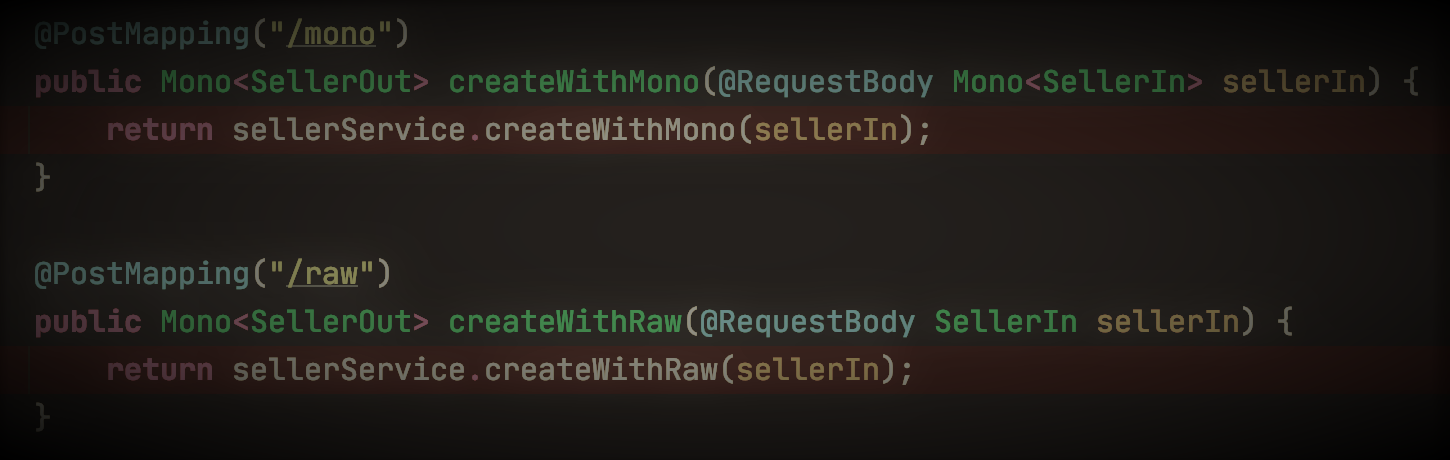 @PostMapping("/mono")
public Mono<SellerOut> createWithMono(@RequestBody Mono<SellerIn> sellerIn) {
    return sellerService.createWithMono(sellerIn);
}
@PostMapping("/raw")
public Mono<SellerOut> createWithRaw(@RequestBody SellerIn sellerIn) {
    return sellerService.createWithRaw(sellerIn);
}